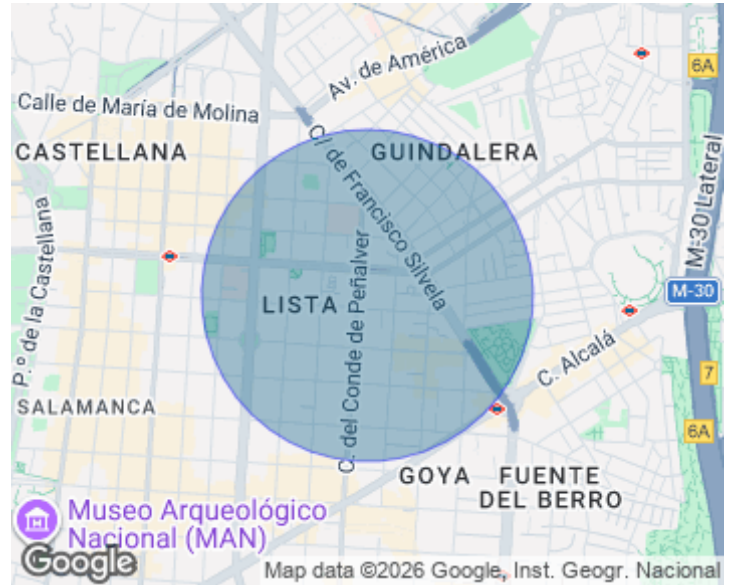 Av. de América
6A
Calle de María de Molina
CASTELLANA
C/ de Francisco Silvela
GUINDALERA
M-30 Lateral
P.º de la Castellana
C. del Conde de Peñalver
LISTA
M-30
C. Alcalá
7
SALAMANCA
6A
GOYA
FUENTE
DEL BERRO
Museo Arqueológico
Nacional (MAN)
Google
Map data ©2026 Google, Inst. Geogr. Nacional